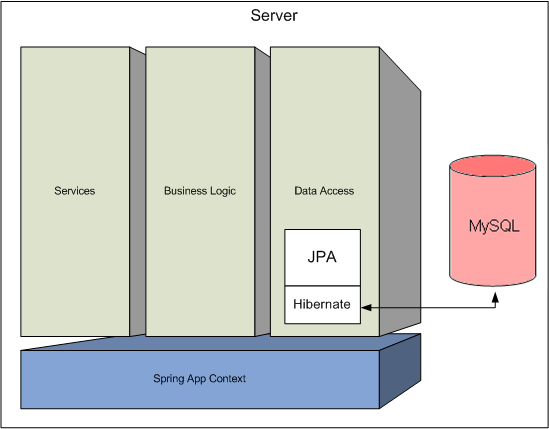 Server
Services
Business Logic
Data Access
JPA
Hibernate
MySQL
Spring App Context